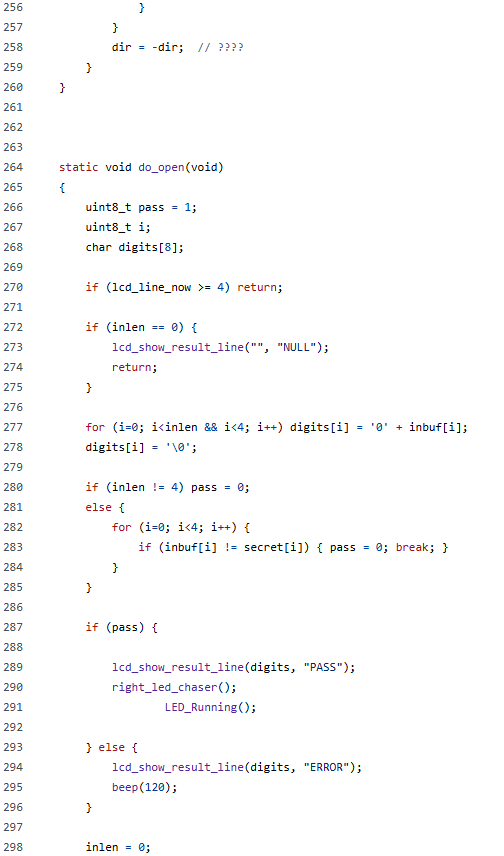 256                 }
257             }
258             dir = -dir;  // ????
259         }
260     }
261
262
263
264     static void do_open(void)
265     {
266         uint8_t pass = 1;
267         uint8_t i;
268         char digits[8];
269
270         if (lcd_line_now >= 4) return;
271
272         if (inlen == 0) {
273             lcd_show_result_line("", "NULL");
274             return;
275         }
276
277         for (i=0; i<inlen && i<4; i++) digits[i] = '0' + inbuf[i];
278         digits[i] = '\0';
279
280         if (inlen != 4) pass = 0;
281         else {
282             for (i=0; i<4; i++) {
283                 if (inbuf[i] != secret[i]) { pass = 0; break; }
284             }
285         }
286
287         if (pass) {
288
289             lcd_show_result_line(digits, "PASS");
290             right_led_chaser();
291                     LED_Running();
292
293         } else {
294             lcd_show_result_line(digits, "ERROR");
295             beep(120);
296         }
297
298         inlen = 0;